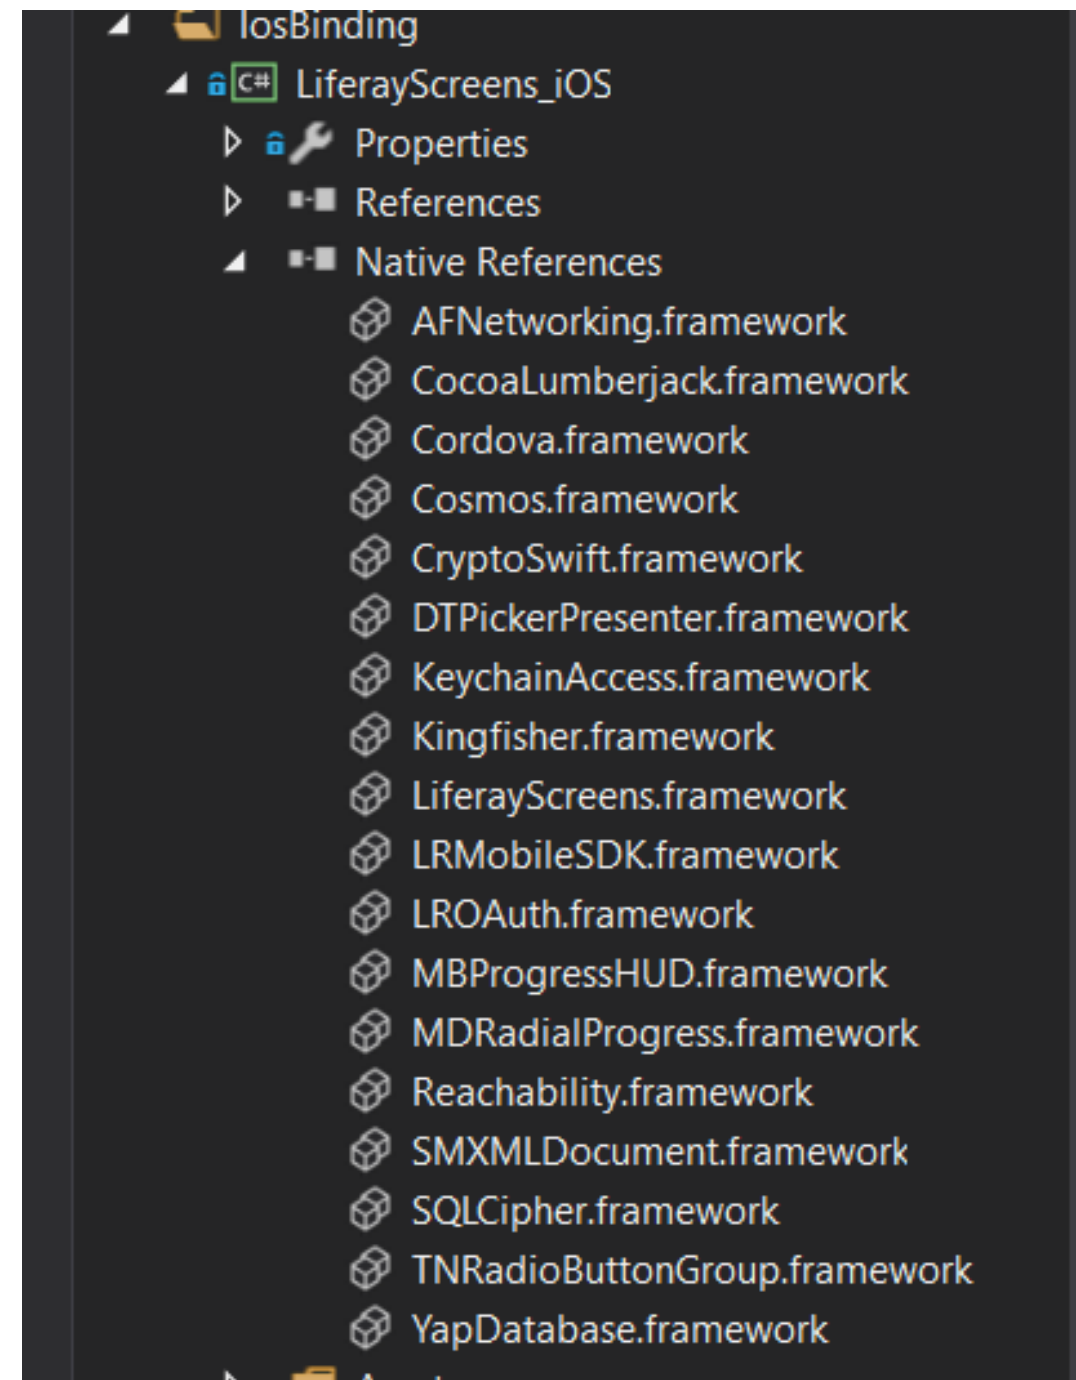 IosBinding
C# LiferayScreens_iOS
Properties
References
Native References
AFNetworking.framework
CocoaLumberjack.framework
Cordova.framework
Cosmos.framework
CryptoSwift.framework
DTPickerPresenter.framework
KeychainAccess.framework
Kingfisher.framework
LiferayScreens.framework
LRMobileSDK.framework
LROAuth.framework
MBProgressHUD.framework
MDRadialProgress.framework
Reachability.framework
SMXMLDocument.framework
SQLCipher.framework
TNRadioButtonGroup.framework
YapDatabase.framework